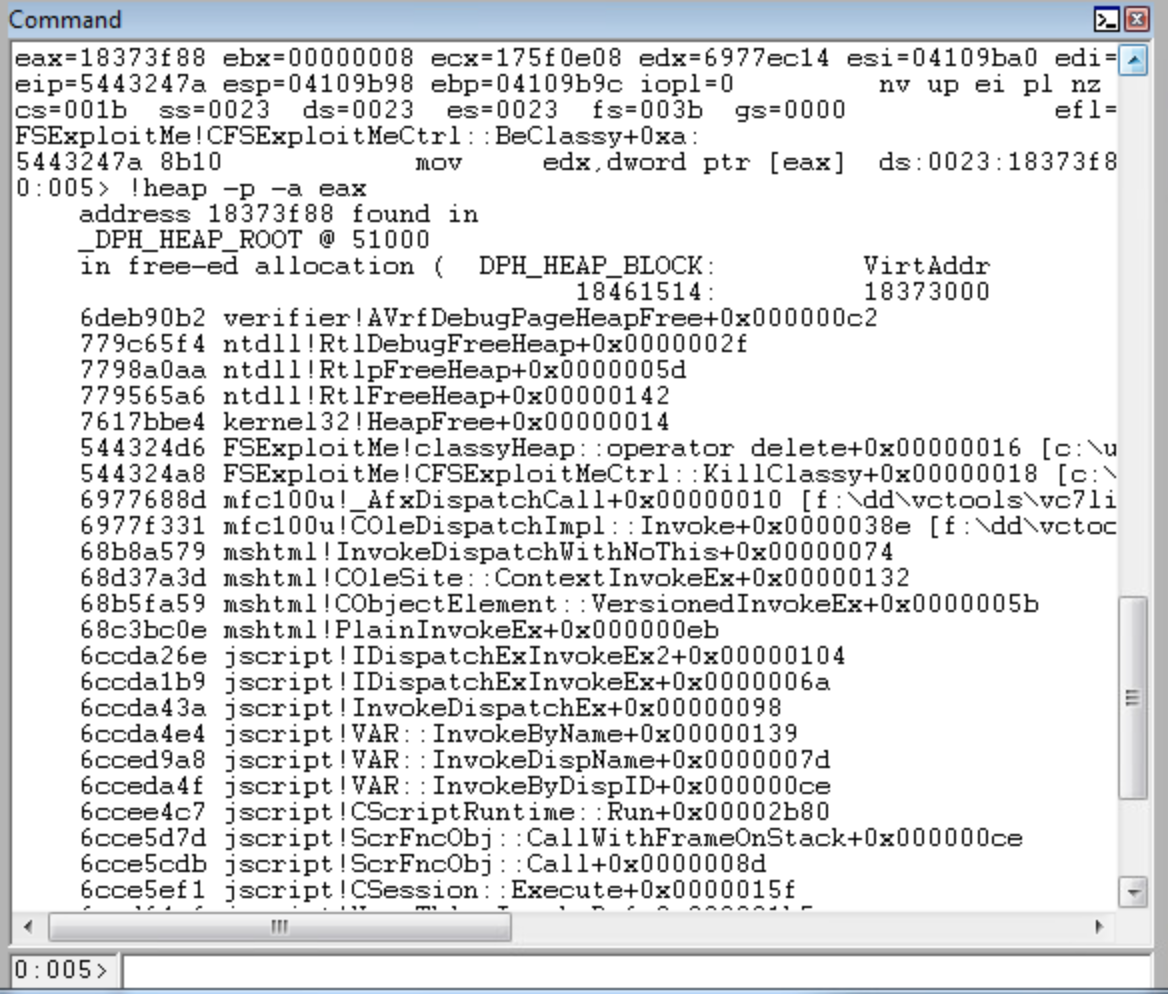 Command
eax=18373f88 ebx=00000008 ecx=175f0e08 edx=6977ec14 esi=04109ba0 edi=
eip=5443247a esp=04109b98 ebp=04109b9c iopl=0 nv up ei pl nz
cs=001b ss=0023 ds=0023 es=0023 fs=003b gs=0000 efl=
FSExploitMe!CFSExploitMeCtrl::BeClassy+0xa:
5443247a 8b10 mov edx,dword ptr [eax] ds:0023:18373f8
0:005> !heap -p -a eax
address 18373f88 found in
_DPH_HEAP_ROOT @ 51000
in free-ed allocation ( DPH_HEAP_BLOCK: VirtAddr
18461514: 18373000
6deb90b2 verifier!AVrfDebugPageHeapFree+0x000000c2
779c65f4 ntdll!RtlDebugFreeHeap+0x0000002f
7798a0aa ntdll!RtlpFreeHeap+0x0000005d
779565a6 ntdll!RtlFreeHeap+0x00000142
7617bbe4 kernel32!HeapFree+0x00000014
544324d6 FSExploitMe!classyHeap::operator delete+0x00000016 [c:\u
544324a8 FSExploitMe!CFSExploitMeCtrl::KillClassy+0x00000018 [c:\
6977688d mfc100u!_AfxDispatchCall+0x00000010 [f:\dd\vctools\vc7li
6977f331 mfc100u!COleDispatchImpl::Invoke+0x0000038e [f:\dd\vctoc
68b8a579 mshtml!InvokeDispatchWithNoThis+0x00000074
68d37a3d mshtml!COleSite::ContextInvokeEx+0x00000132
68b5fa59 mshtml!CObjectElement::VersionedInvokeEx+0x0000005b
68c3bc0e mshtml!PlainInvokeEx+0x000000eb
6ccda26e jscript!IDispatchExInvokeEx2+0x00000104
6ccda1b9 jscript!IDispatchExInvokeEx+0x0000006a
6ccda43a jscript!InvokeDispatchEx+0x00000098
6ccda4e4 jscript!VAR::InvokeByName+0x00000139
6cced9a8 jscript!VAR::InvokeDispName+0x0000007d
6cceda4f jscript!VAR::InvokeByDispID+0x000000ce
6ccee4c7 jscript!CScriptRuntime::Run+0x00002b80
6cce5d7d jscript!ScrFncObj::CallWithFrameOnStack+0x000000ce
6cce5cdb jscript!ScrFncObj::Call+0x0000008d
6cce5ef1 jscript!CSession::Execute+0x0000015f
0:005>